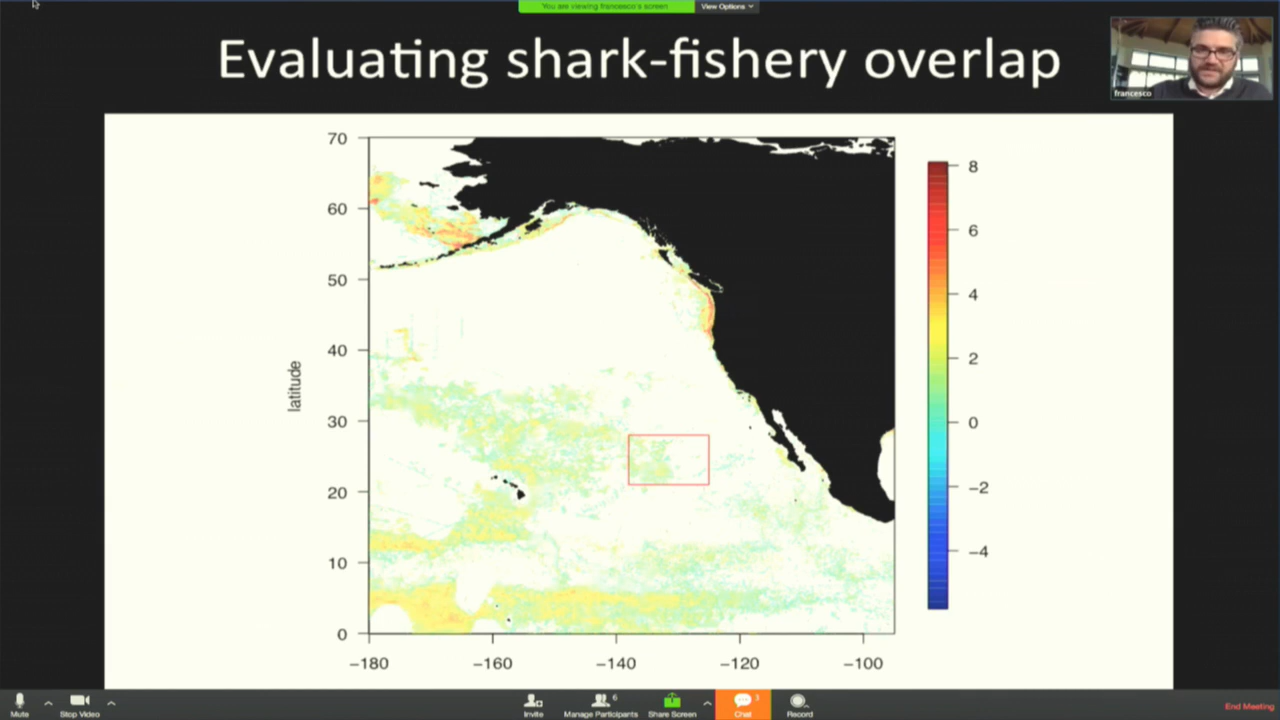 You are viewing francesco's screen
View Options
Evaluating shark-fishery overlap
francesco
70
60
50
40
30
20
10
0
latitude
−180
−160
−140
−120
−100
8
6
4
2
0
−2
−4
Mute
Stop Video
Invite
6
Manage Participants
Share Screen
3
Chat
Record
End Meeting